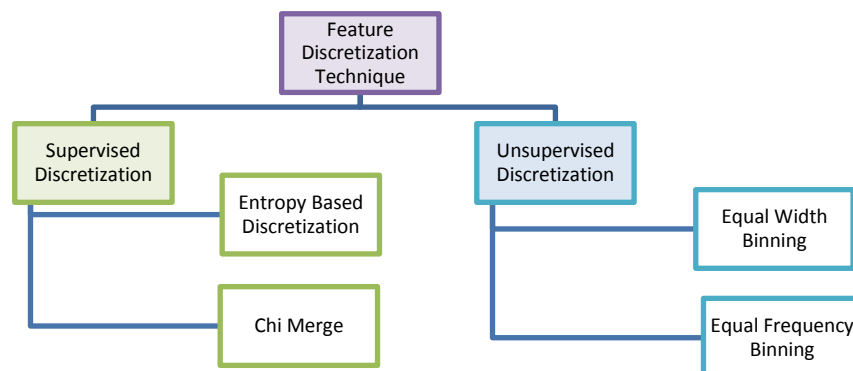 Feature
Discretization
Technique
Supervised
Discretization
Unsupervised
Discretization
Entropy Based
Discretization
Equal Width
Binning
Chi Merge
Equal Frequency
Binning